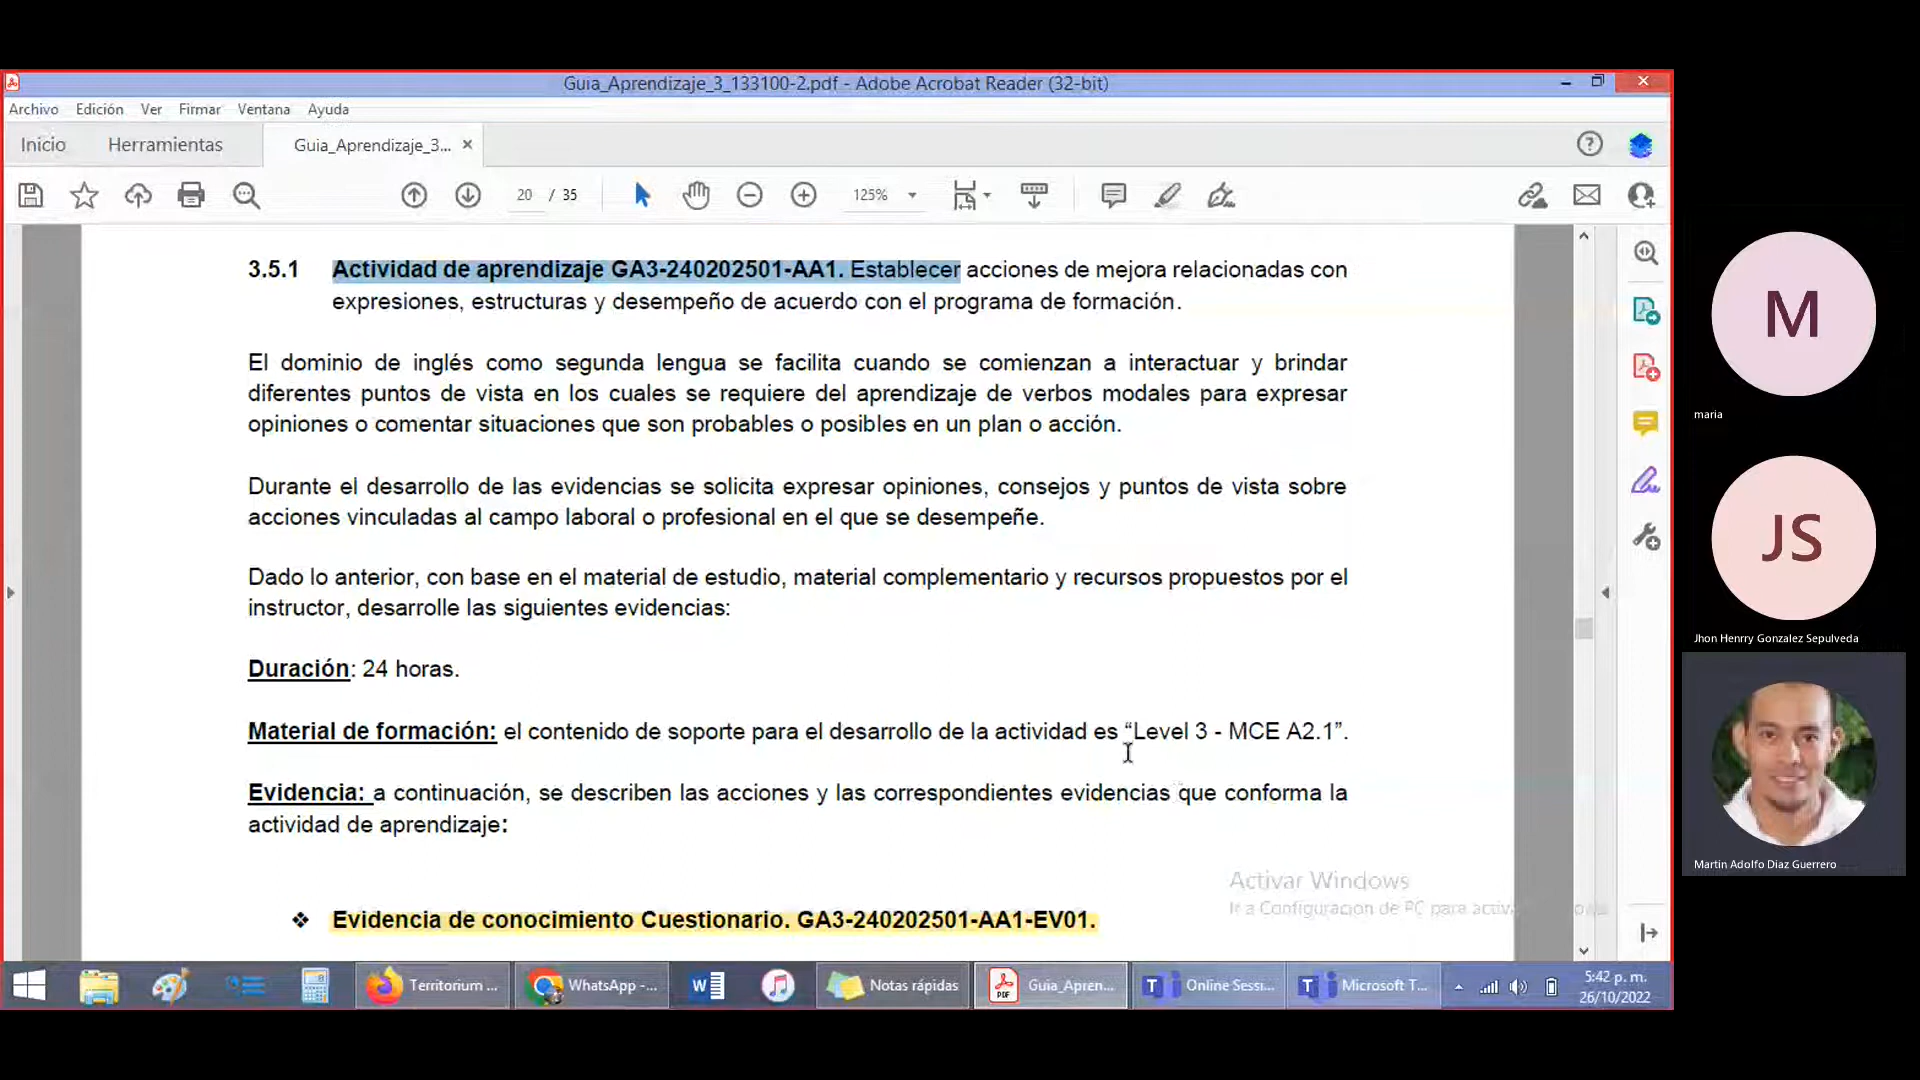 Guia_Aprendizaje_3_133100-2.pdf - Adobe Acrobat Reader (32-bit)
Archivo Edición Ver Firmar Ventana Ayuda
Inicio Herramientas Guia_Aprendizaje_3... ×
20 / 35 125%
3.5.1 Actividad de aprendizaje GA3-240202501-AA1. Establecer acciones de mejora relacionadas con
expresiones, estructuras y desempeño de acuerdo con el programa de formación.
El dominio de inglés como segunda lengua se facilita cuando se comienzan a interactuar y brindar
diferentes puntos de vista en los cuales se requiere del aprendizaje de verbos modales para expresar
opiniones o comentar situaciones que son probables o posibles en un plan o acción.
Durante el desarrollo de las evidencias se solicita expresar opiniones, consejos y puntos de vista sobre
acciones vinculadas al campo laboral o profesional en el que se desempeñe.
Dado lo anterior, con base en el material de estudio, material complementario y recursos propuestos por el
instructor, desarrolle las siguientes evidencias:
Duración: 24 horas.
Material de formación: el contenido de soporte para el desarrollo de la actividad es “Level 3 - MCE A2.1”.
Evidencia: a continuación, se describen las acciones y las correspondientes evidencias que conforma la
actividad de aprendizaje:
Activar Windows
Ir a Configuración de PC para activ
❖ Evidencia de conocimiento Cuestionario. GA3-240202501-AA1-EV01.
Territorium ... WhatsApp -... Notas rápidas Guia_Apren... Online Sessi... Microsoft T... 5:42 p. m.
26/10/2022
M
maria
JS
Jhon Henrry Gonzalez Sepulveda
Martin Adolfo Diaz Guerrero